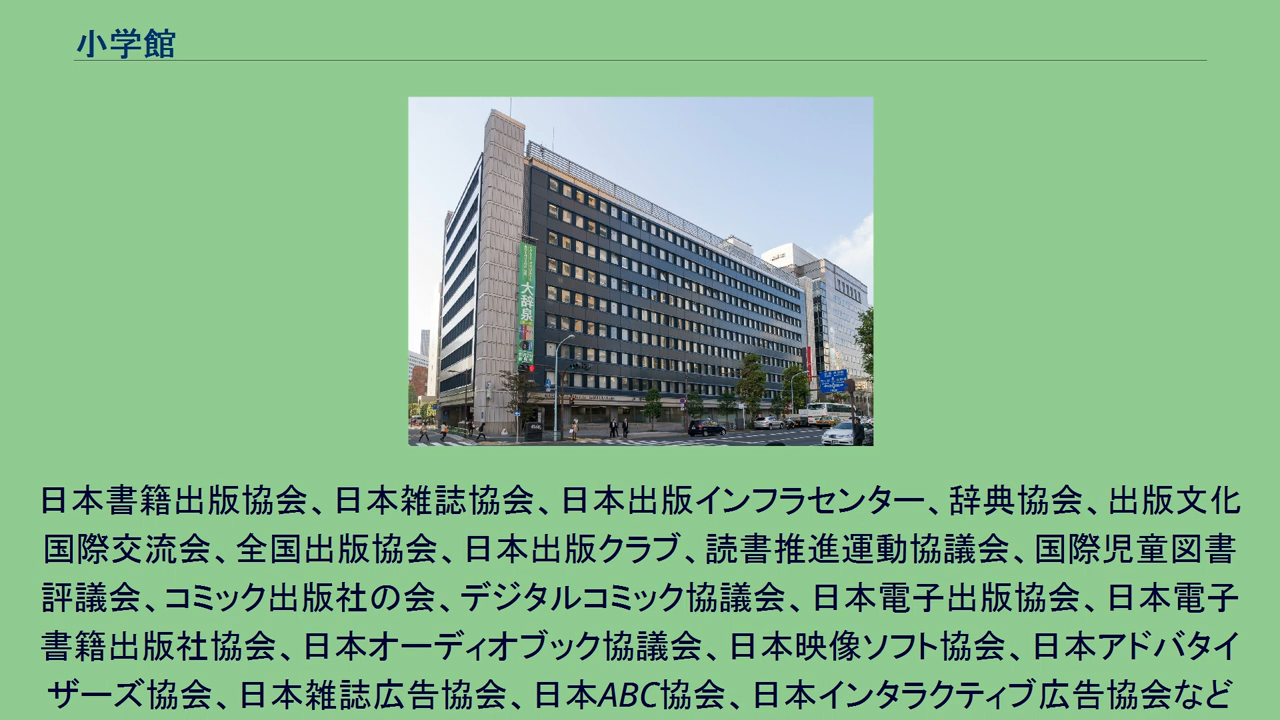 小学館
大辞泉
日本書籍出版協会、日本雑誌協会、日本出版インフラセンター、辞典協会、出版文化
国際交流会、全国出版協会、日本出版クラブ、読書推進運動協議会、国際児童図書
評議会、コミック出版社の会、デジタルコミック協議会、日本電子出版協会、日本電子
書籍出版社協会、日本オーディオブック協議会、日本映像ソフト協会、日本アドバタイ
ザーズ協会、日本雑誌広告協会、日本ABC協会、日本インタラクティブ広告協会など